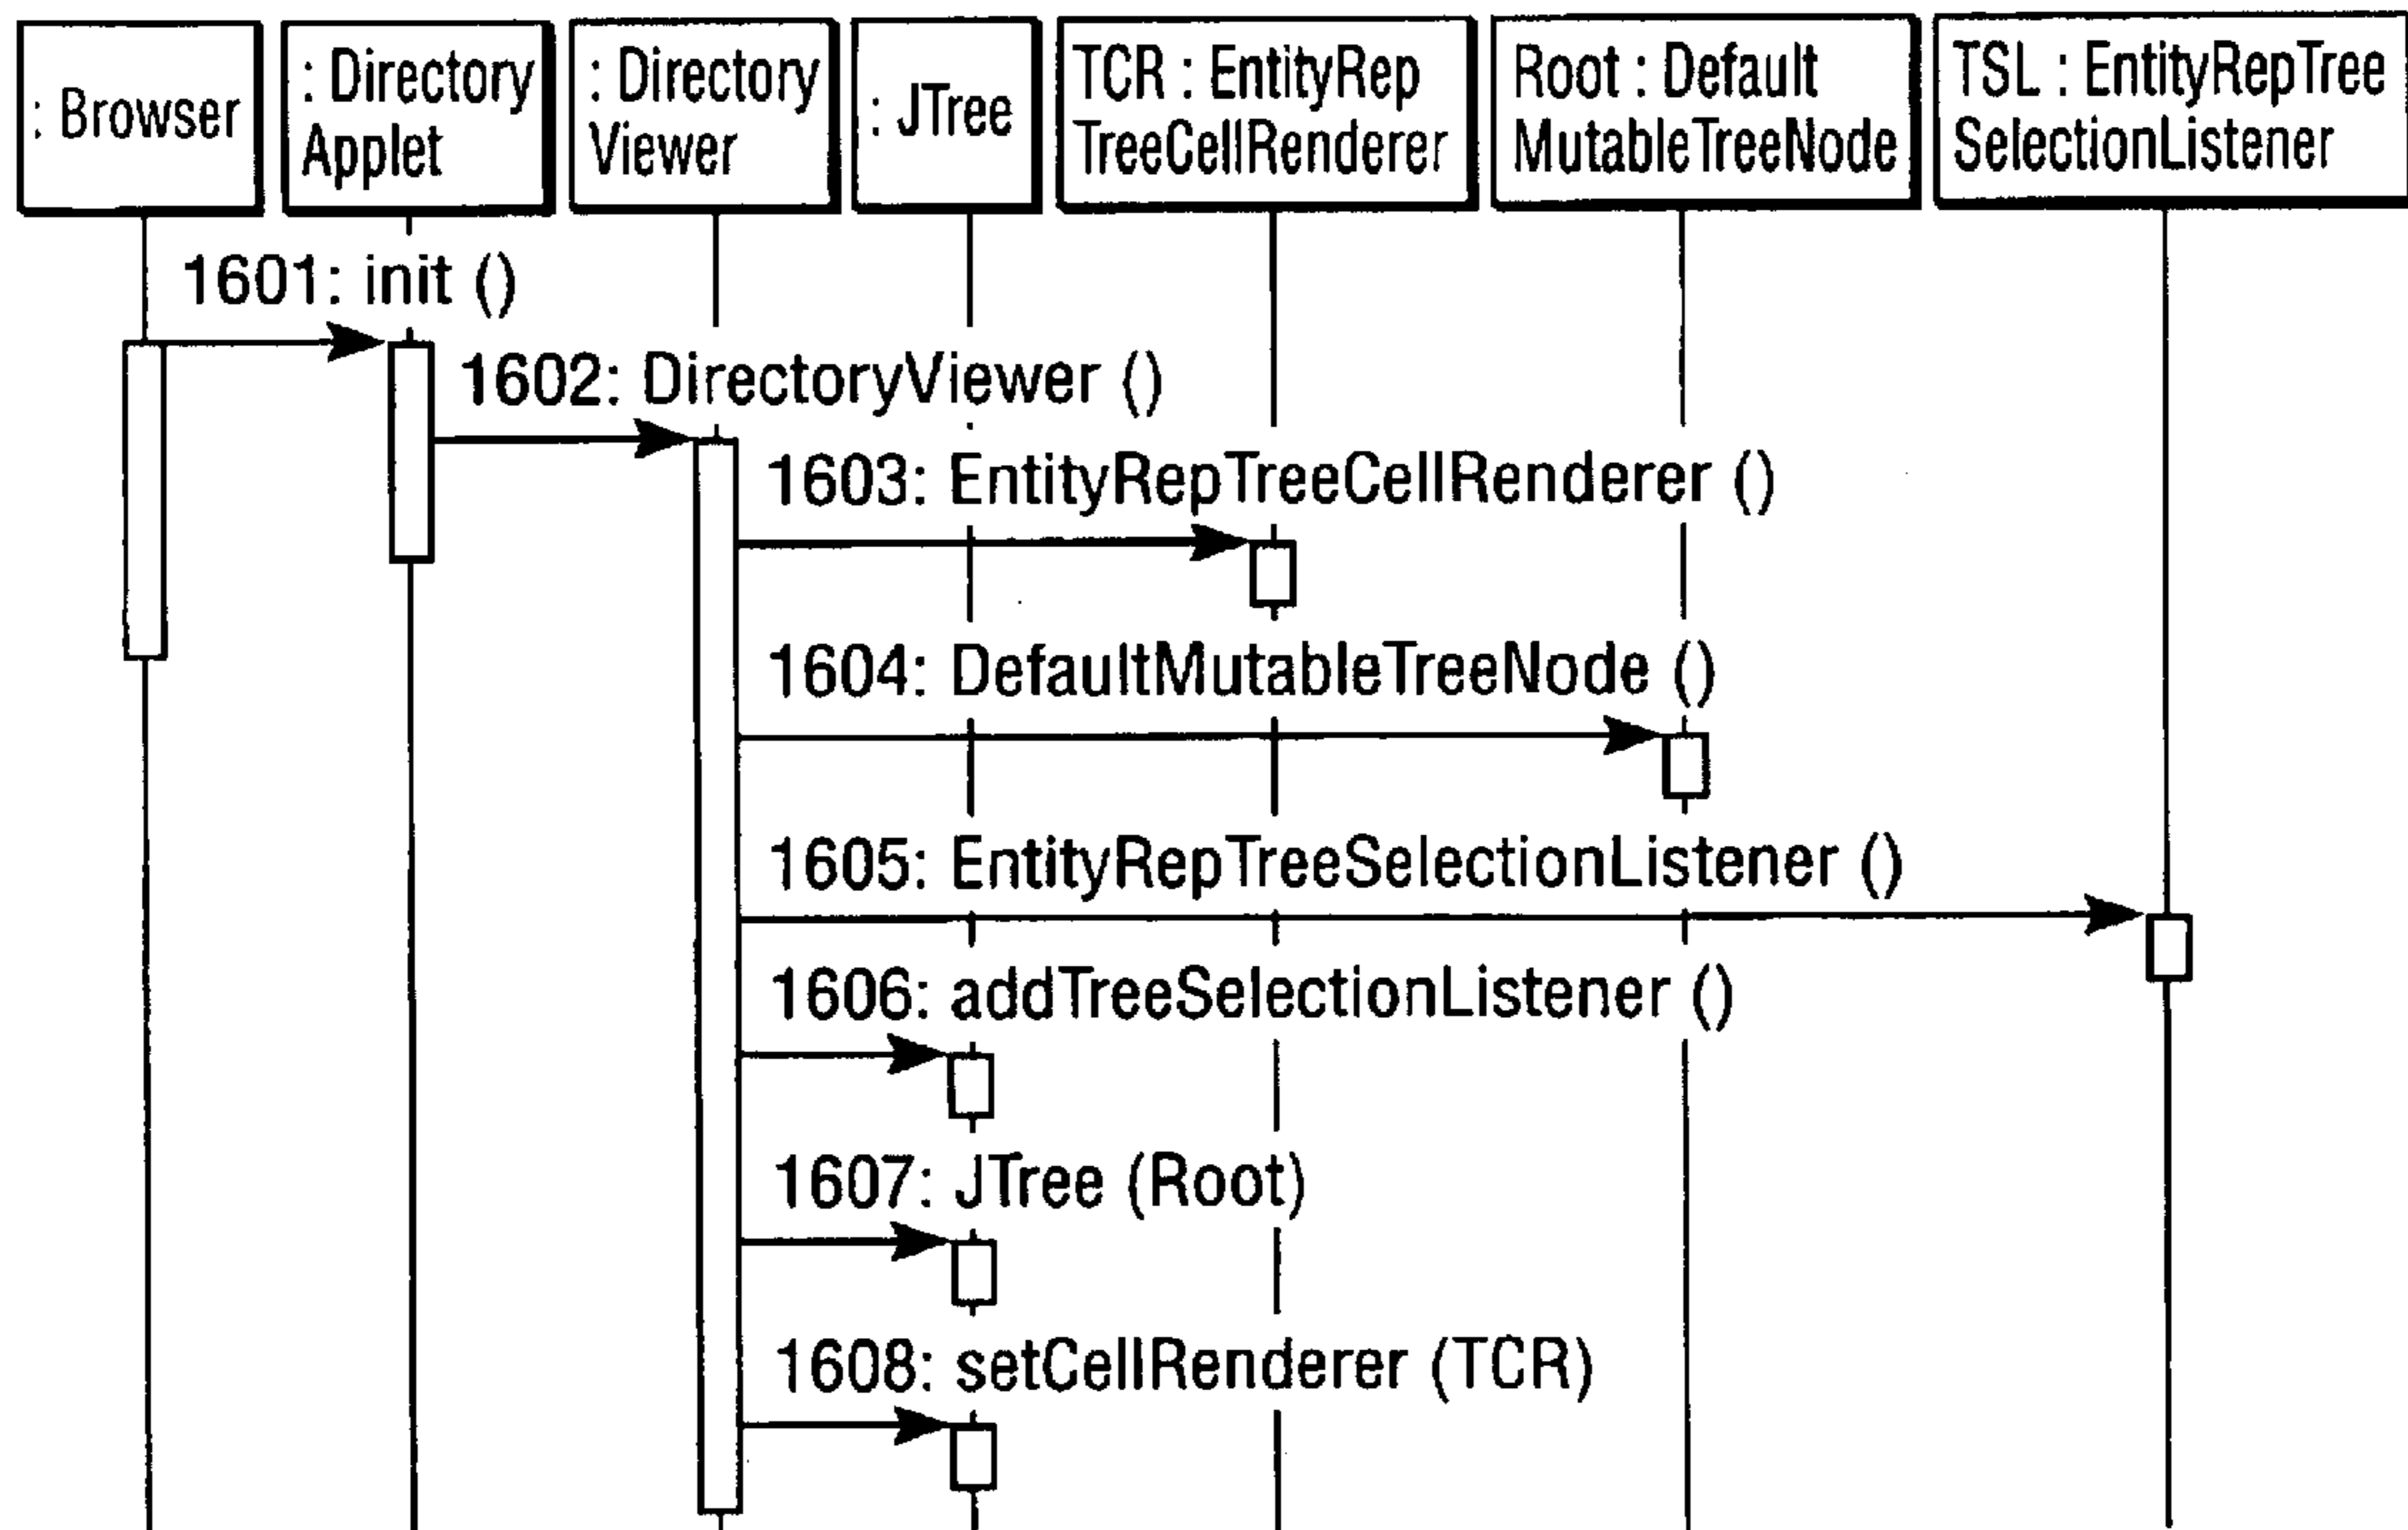 : Browser
: Directory
Applet
: Directory
Viewer
: JTree
TCR : EntityRep
TreeCellRenderer
Root : Default
MutableTreeNode
TSL : EntityRepTree
SelectionListener
1601: init ()
1602: DirectoryViewer ()
1603: EntityRepTreeCellRenderer ()
1604: DefaultMutableTreeNode ()
1605: EntityRepTreeSelectionListener ()
1606: addTreeSelectionListener ()
1607: JTree (Root)
1608: setCellRenderer (TCR)